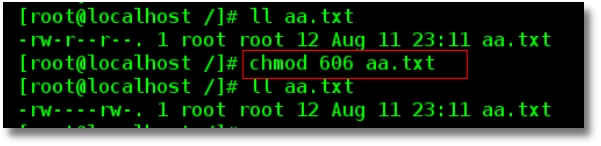 [root@localhost /]# ll aa.txt
-rw-r--r--. 1 root root 12 Aug 11 23:11 aa.txt
[root@localhost /]# chmod 606 aa.txt
[root@localhost /]# ll aa.txt
-rw----rw-. 1 root root 12 Aug 11 23:11 aa.txt
[root@localhost /]#